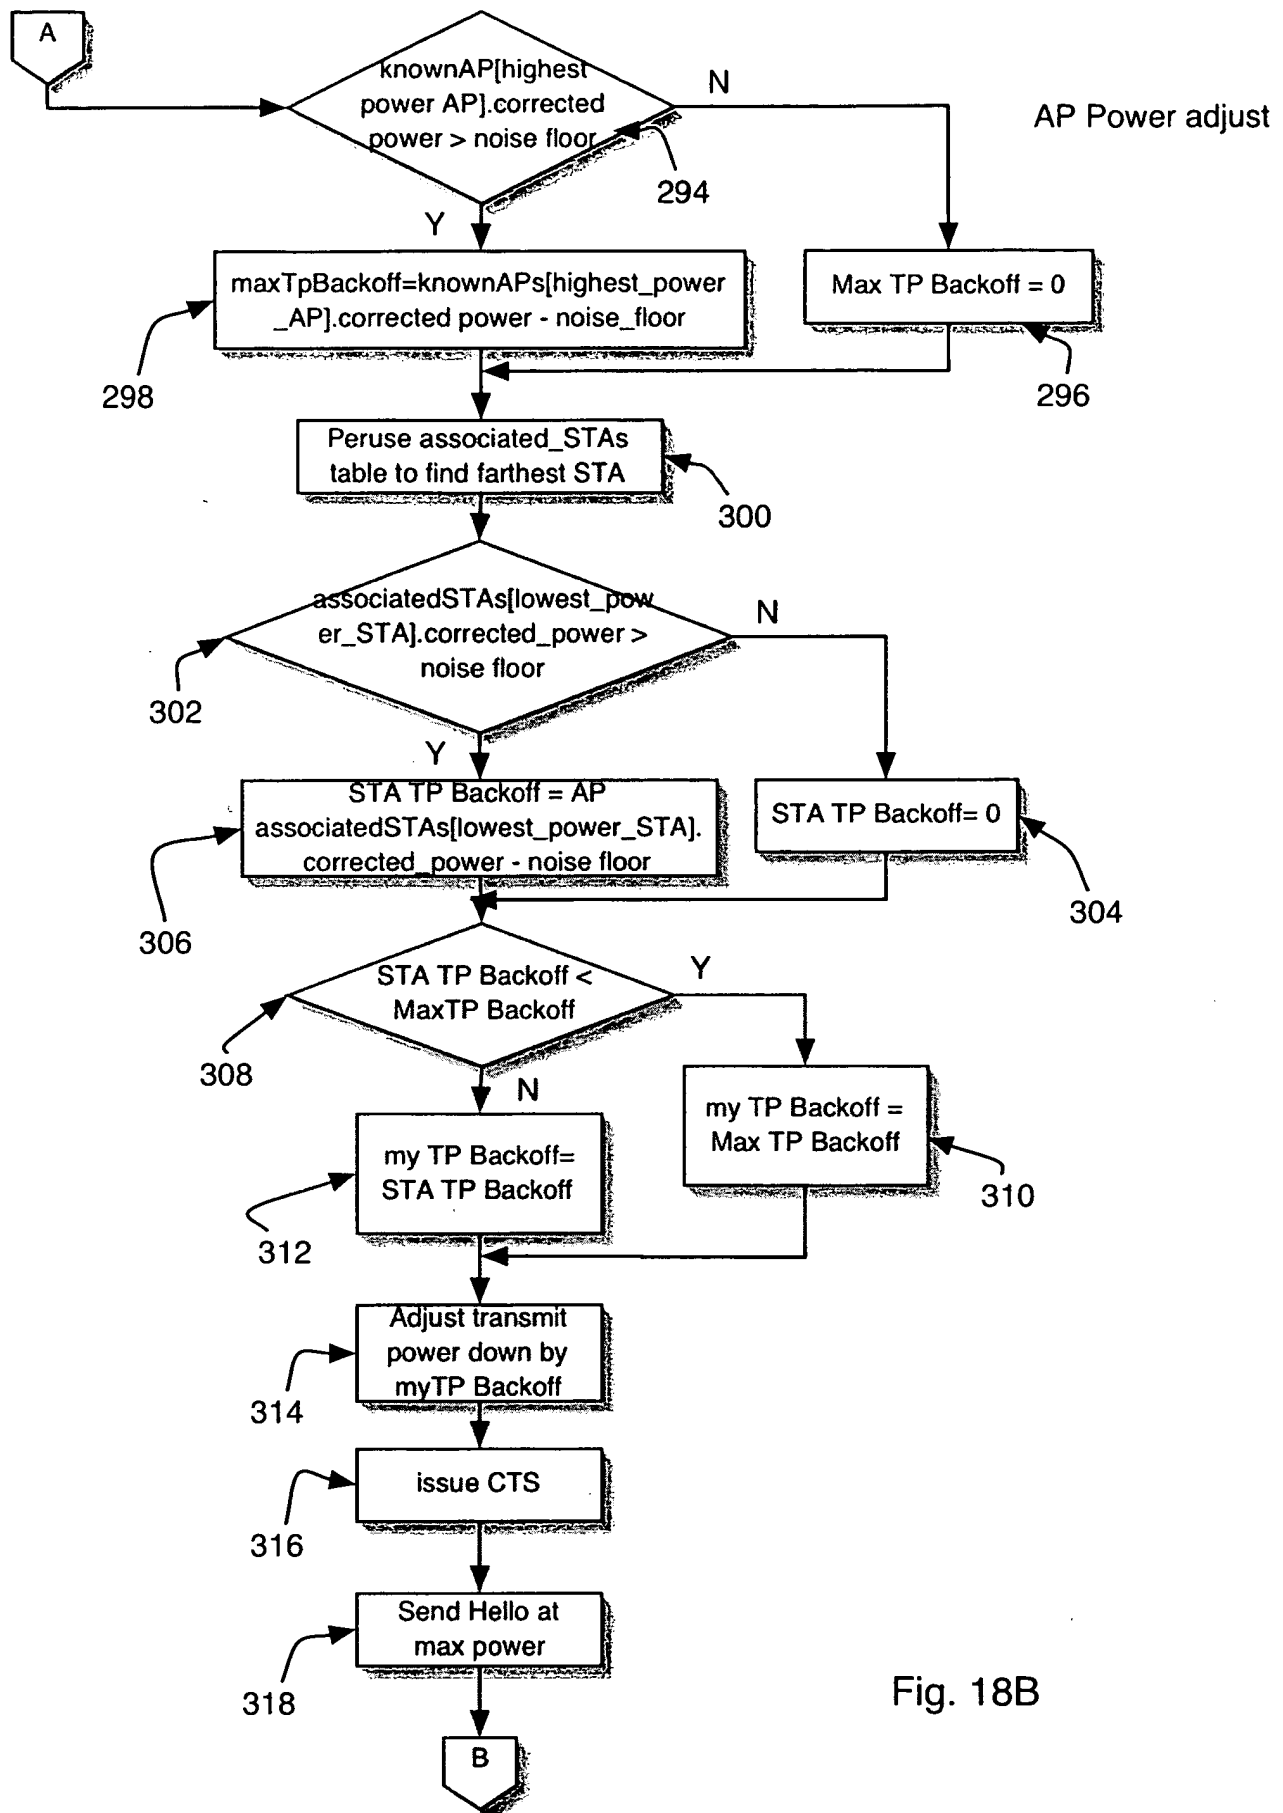 A
knownAP[highest
power AP].corrected
power > noise floor
N
AP Power adjust
294
Y
maxTpBackoff=knownAPs[highest_power
_AP].corrected power - noise_floor
Max TP Backoff = 0
298
296
Peruse associated_STAs
table to find farthest STA
300
associatedSTAs[lowest_pow
er_STA].corrected_power >
noise floor
N
302
Y
STA TP Backoff = AP
associatedSTAs[lowest_power_STA].
corrected_power - noise floor
STA TP Backoff= 0
306
304
STA TP Backoff <
MaxTP Backoff
Y
308
N
my TP Backoff =
Max TP Backoff
my TP Backoff=
STA TP Backoff
310
312
Adjust transmit
power down by
myTP Backoff
314
issue CTS
316
Send Hello at
max power
318
Fig. 18B
B